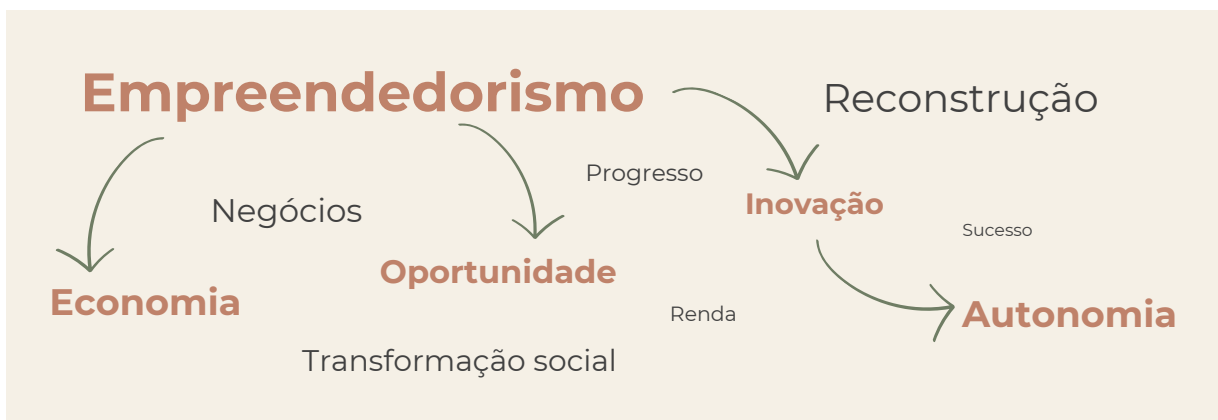 Empreendedorismo
Reconstrução
Progresso
Negócios
Inovação
Sucesso
Oportunidade
Economia
Renda
Autonomia
Transformação social